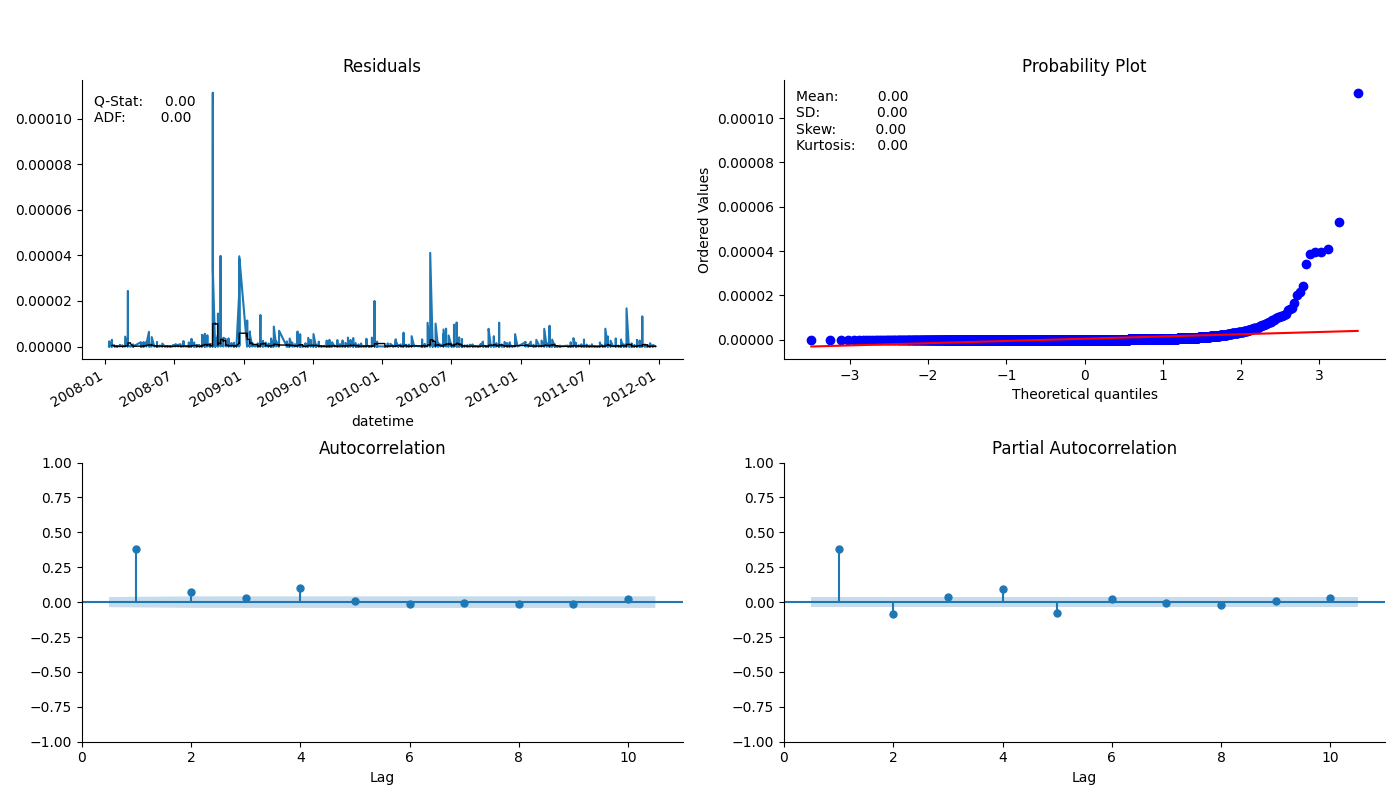 Residuals
Q-Stat: 0.00
ADF: 0.00
0.00010
0.00008
0.00006
0.00004
0.00002
0.00000
2008-01 2008-07 2009-01 2009-07 2010-01 2010-07 2011-01 2011-07 2012-01
datetime
Probability Plot
Mean: 0.00
SD: 0.00
Skew: 0.00
Kurtosis: 0.00
Ordered Values
0.00010
0.00008
0.00006
0.00004
0.00002
0.00000
−3 −2 −1 0 1 2 3
Theoretical quantiles
Autocorrelation
1.00
0.75
0.50
0.25
0.00
−0.25
−0.50
−0.75
−1.00
0 2 4 6 8 10
Lag
Partial Autocorrelation
1.00
0.75
0.50
0.25
0.00
−0.25
−0.50
−0.75
−1.00
0 2 4 6 8 10
Lag